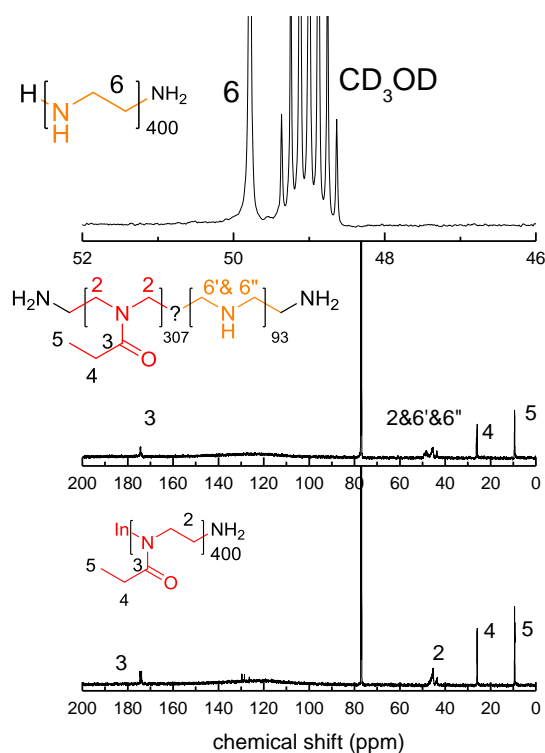 6
CD3OD
H
N
H
6
NH2
400
52 50 48 46
2 2 6'& 6"
H2N N ? N H NH2
307 93
5 3 O
4
3 2&6'&6" 4 5
200 180 160 140 120 100 80 60 40 20 0
In N 2 NH2
400
5 3 O
4
3 2 4 5
200 180 160 140 120 100 80 60 40 20 0
chemical shift (ppm)